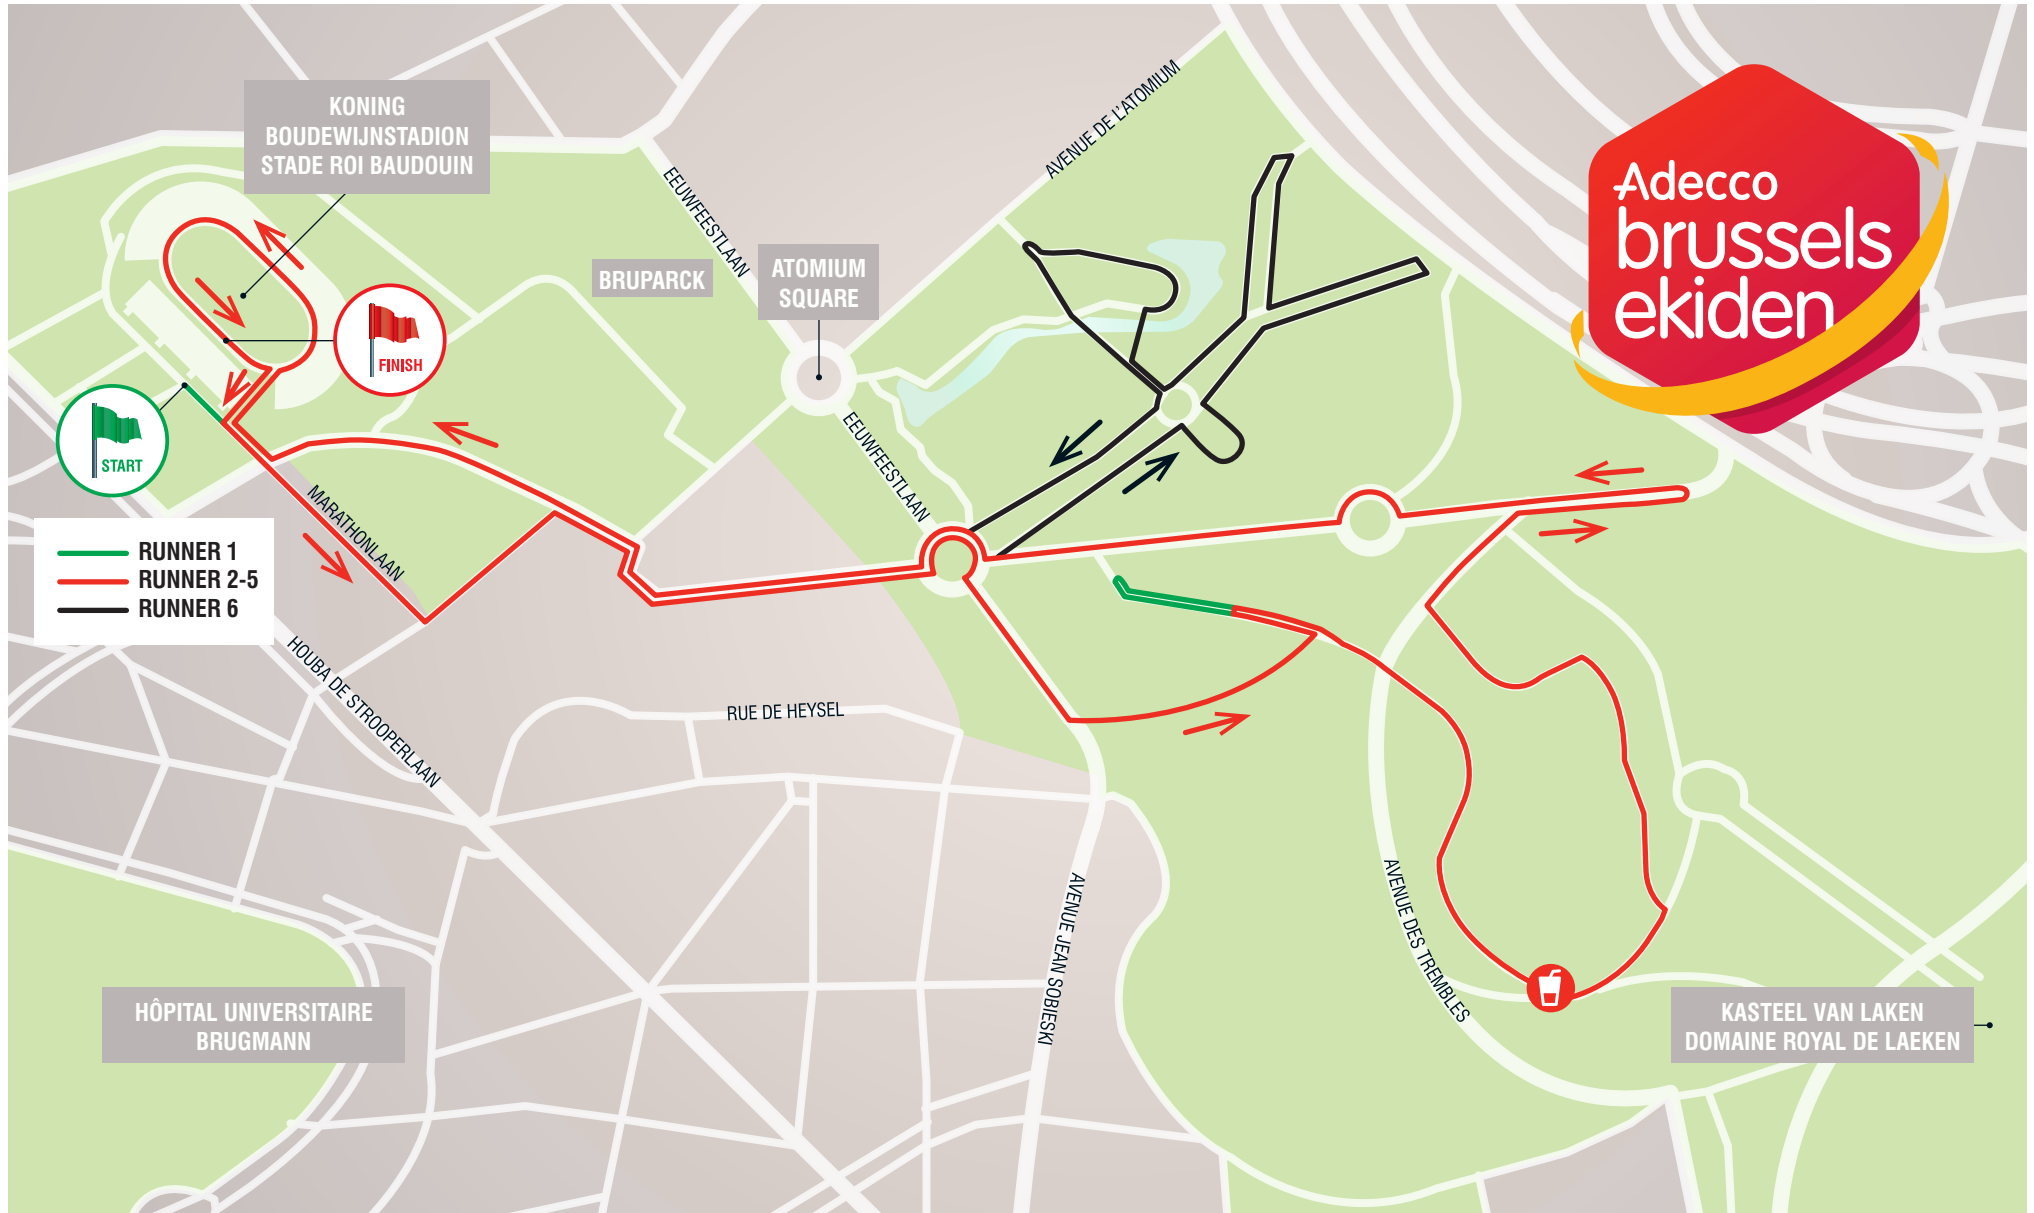 KONING
BOUDEWIJNSTADION
STADE ROI BAUDOUIN
EEUWFEESTLAAN
AVENUE DE L'ATOMIUM
Adecco
brussels
ekiden
BRUPARCK
ATOMIUM
SQUARE
FINISH
START
EEUWFEESTLAAN
MARATHONLAAN
RUNNER 1
RUNNER 2-5
RUNNER 6
HOUBA DE STROOPERLAAN
RUE DE HEYSEL
AVENUE JEAN SOBIESKI
AVENUE DES TREMBLES
HÔPITAL UNIVERSITAIRE
BRUGMANN
KASTEEL VAN LAKEN
DOMAINE ROYAL DE LAEKEN